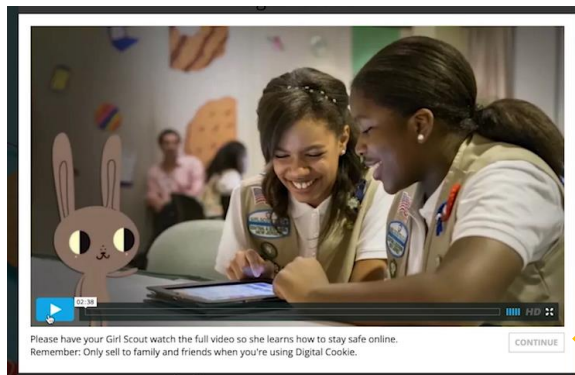 02:38
HD
Please have your Girl Scout watch the full video so she learns how to stay safe online.
CONTINUE
Remember: Only sell to family and friends when you're using Digital Cookie.